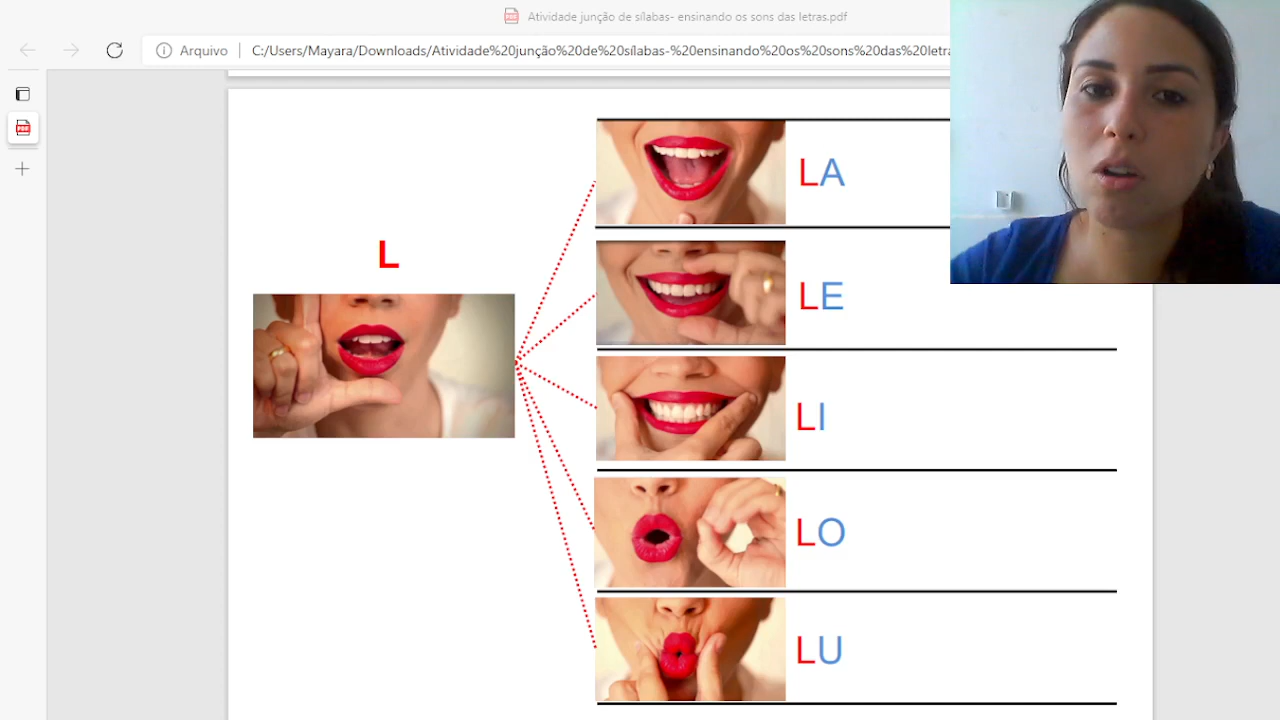 Atividade junção de sílabas- ensinando os sons das letras.pdf
Arquivo
C:/Users/Mayara/Downloads/Atividade%20junção%20de%20sílabas-%20ensinando%20os%20sons%20das%20letra
L
LA
LE
LI
LO
LU